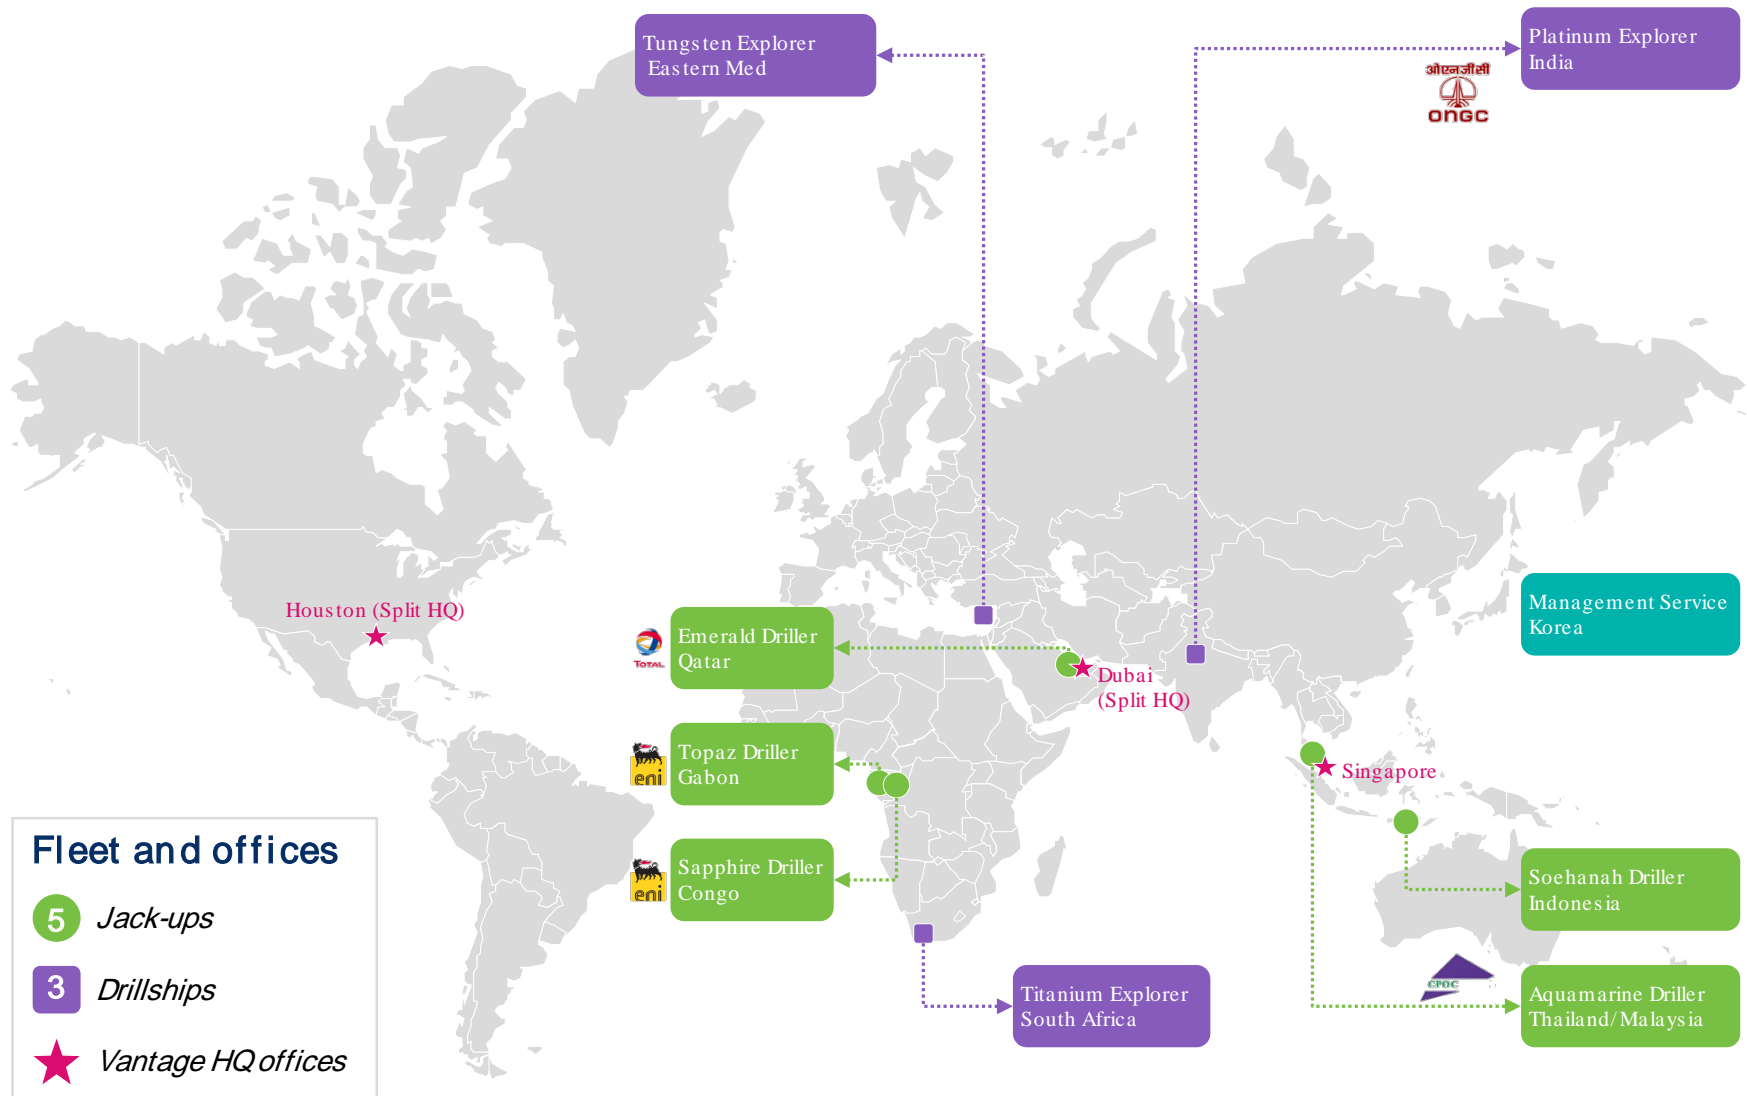 Tungsten Explorer
Eastern Med
Platinum Explorer
India
ओएनजीसी
ONGC
Houston (Split HQ)
TOTAL
Emerald Driller
Qatar
Dubai
(Split HQ)
Management Service
Korea
eni
Topaz Driller
Gabon
Singapore
eni
Sapphire Driller
Congo
Soehanah Driller
Indonesia
CPOC
Aquamarine Driller
Thailand/Malaysia
Titanium Explorer
South Africa
Fleet and offices
5 Jack-ups
3 Drillships
Vantage HQ offices